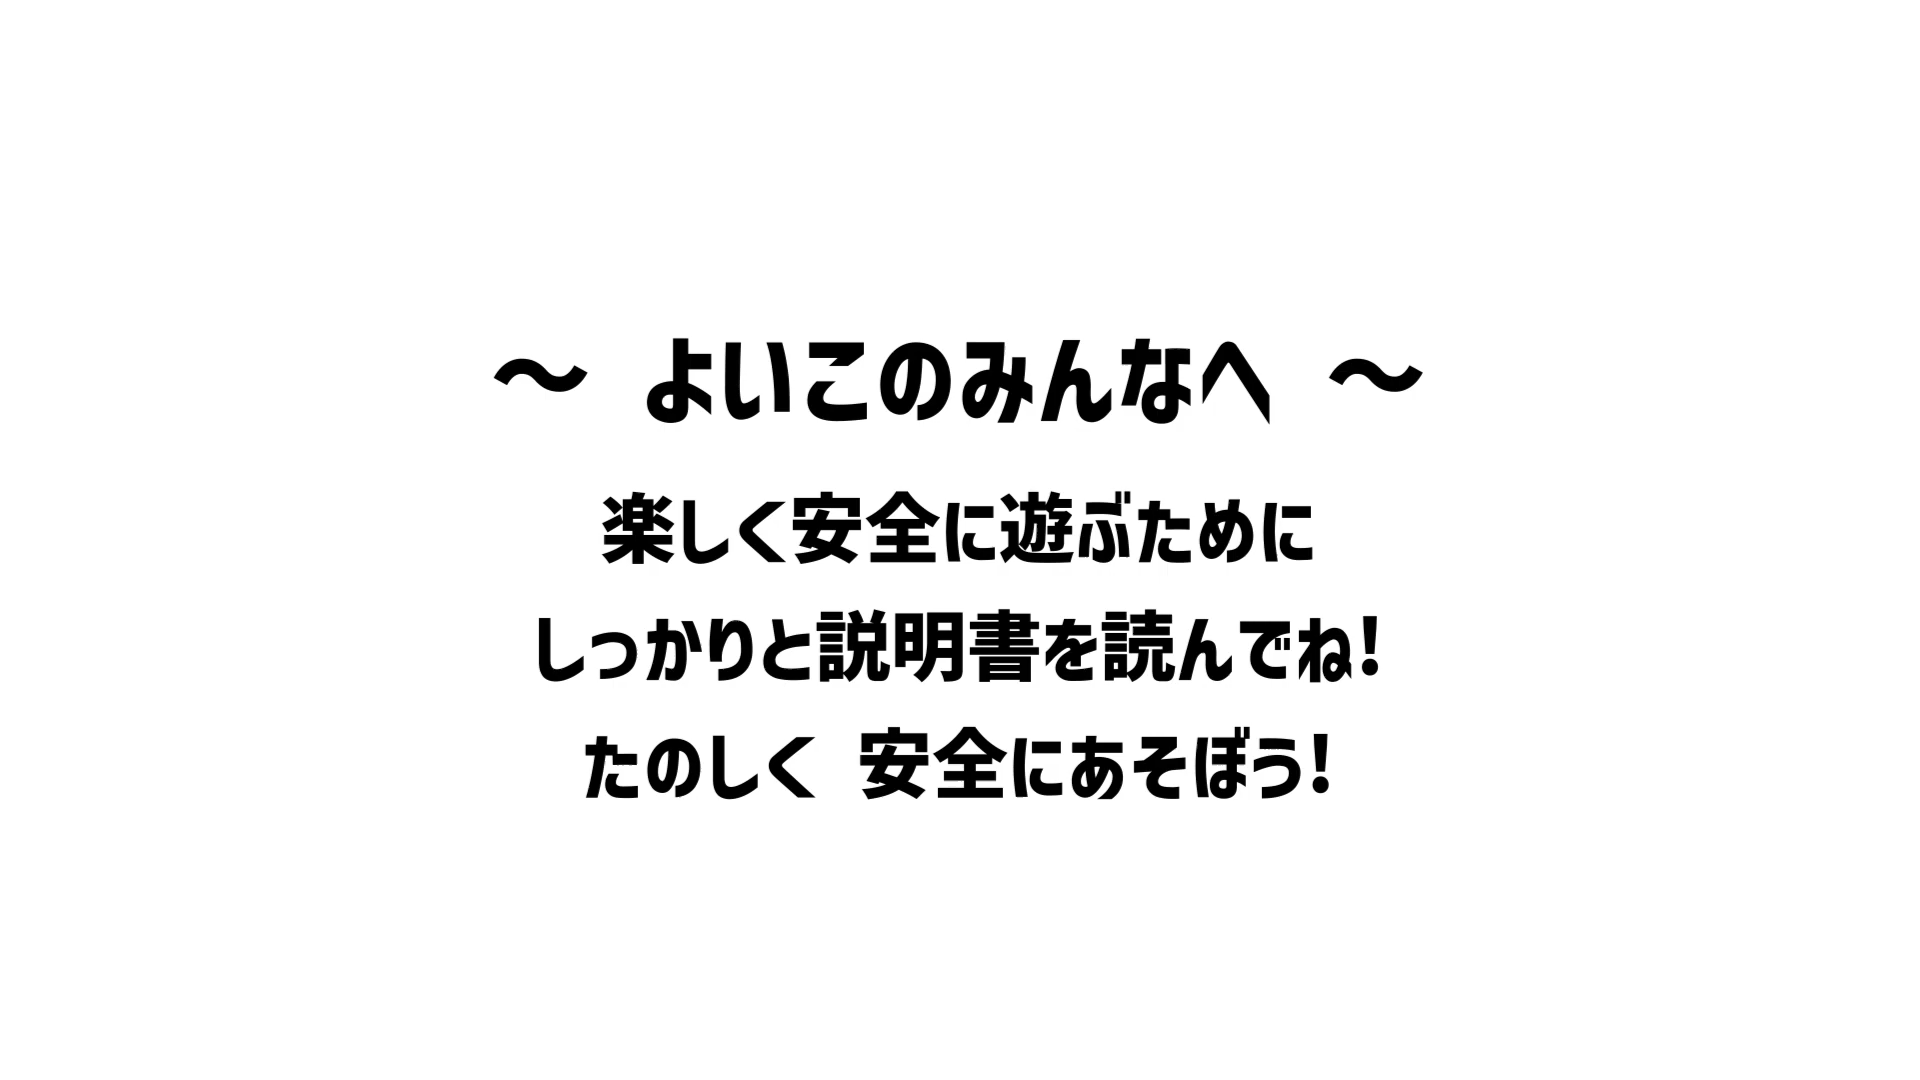 ～ よいこのみんなへ ～
楽しく安全に遊ぶために
しっかりと説明書を読んでね!
たのしく 安全にあそぼう!